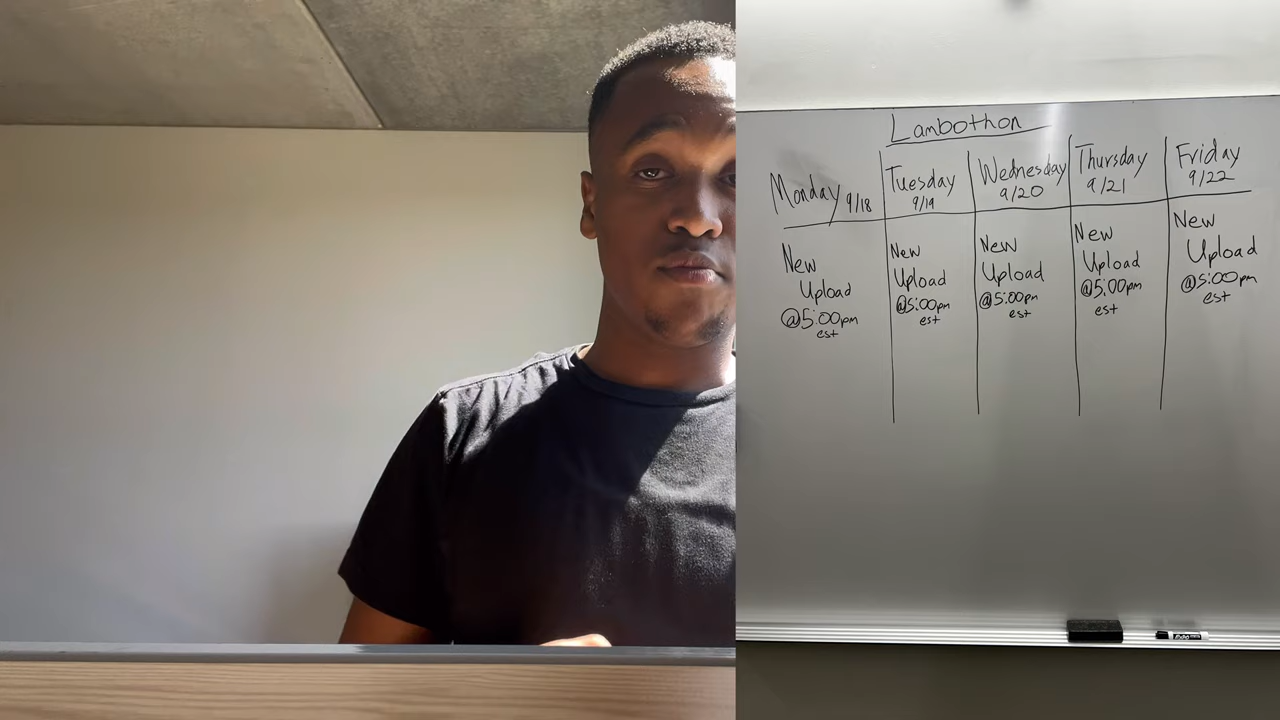 Lambothon
Monday 9/18
New
Upload
@5:00pm
est
Tuesday
9/19
New
Upload
@5:00pm
est
Wednesday
9/20
New
Upload
@5:00pm
est
Thursday
9/21
New
Upload
@5:00pm
est
Friday
9/22
New
Upload
@5:00pm
est